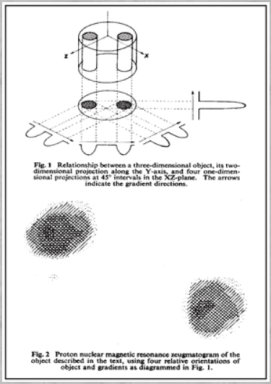 Z
X
Fig. 1 Relationship between a three-dimensional object, its two-
dimensional projection along the Y-axis, and four one-dimen-
sional projections at 45° intervals in the XZ-plane. The arrows
indicate the gradient directions.
Fig. 2 Proton nuclear magnetic resonance zeugmatogram of the
object described in the text, using four relative orientations of
object and gradients as diagrammed in Fig. 1.